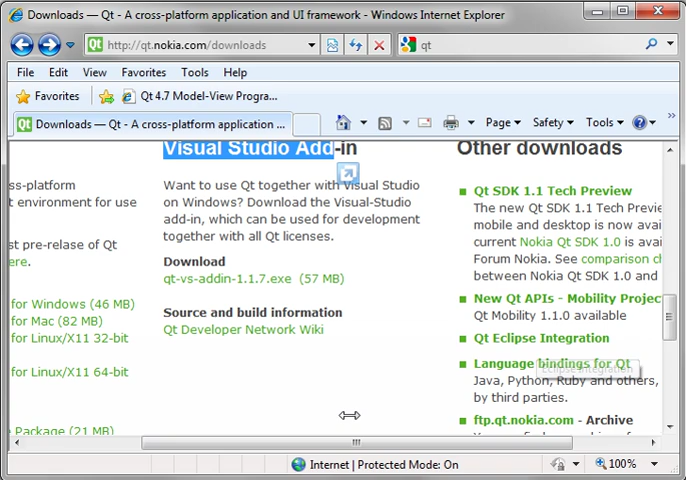 Downloads — Qt - A cross-platform application and UI framework - Windows Internet Explorer
http://qt.nokia.com/downloads
qt
File Edit View Favorites Tools Help
Favorites
Qt 4.7 Model-View Progra...
Downloads — Qt - A cross-platform application ...
Page
Safety
Tools
»
ss-platform
t environment for use
st pre-relase of Qt
ere.
for Windows (46 MB)
for Mac (82 MB)
for Linux/X11 32-bit
for Linux/X11 64-bit
e Package (21 MB)
Visual Studio Add-in
Want to use Qt together with Visual Studio
on Windows? Download the Visual-Studio
add-in, which can be used for development
together with all Qt licenses.
Download
qt-vs-addin-1.1.7.exe (57 MB)
Source and build information
Qt Developer Network Wiki
Other downloads
Qt SDK 1.1 Tech Preview
The new Qt SDK 1.1 Tech Previe
mobile and desktop is now avai
current Nokia Qt SDK 1.0 is avai
Forum Nokia. See comparison ch
between Nokia Qt SDK 1.0 and
New Qt APIs - Mobility Projec
Qt Mobility 1.1.0 available
Qt Eclipse Integration
Language bindings for Qt
Eclipse Integration
Java, Python, Ruby and others,
by third parties.
ftp.qt.nokia.com - Archive
Internet | Protected Mode: On
100%